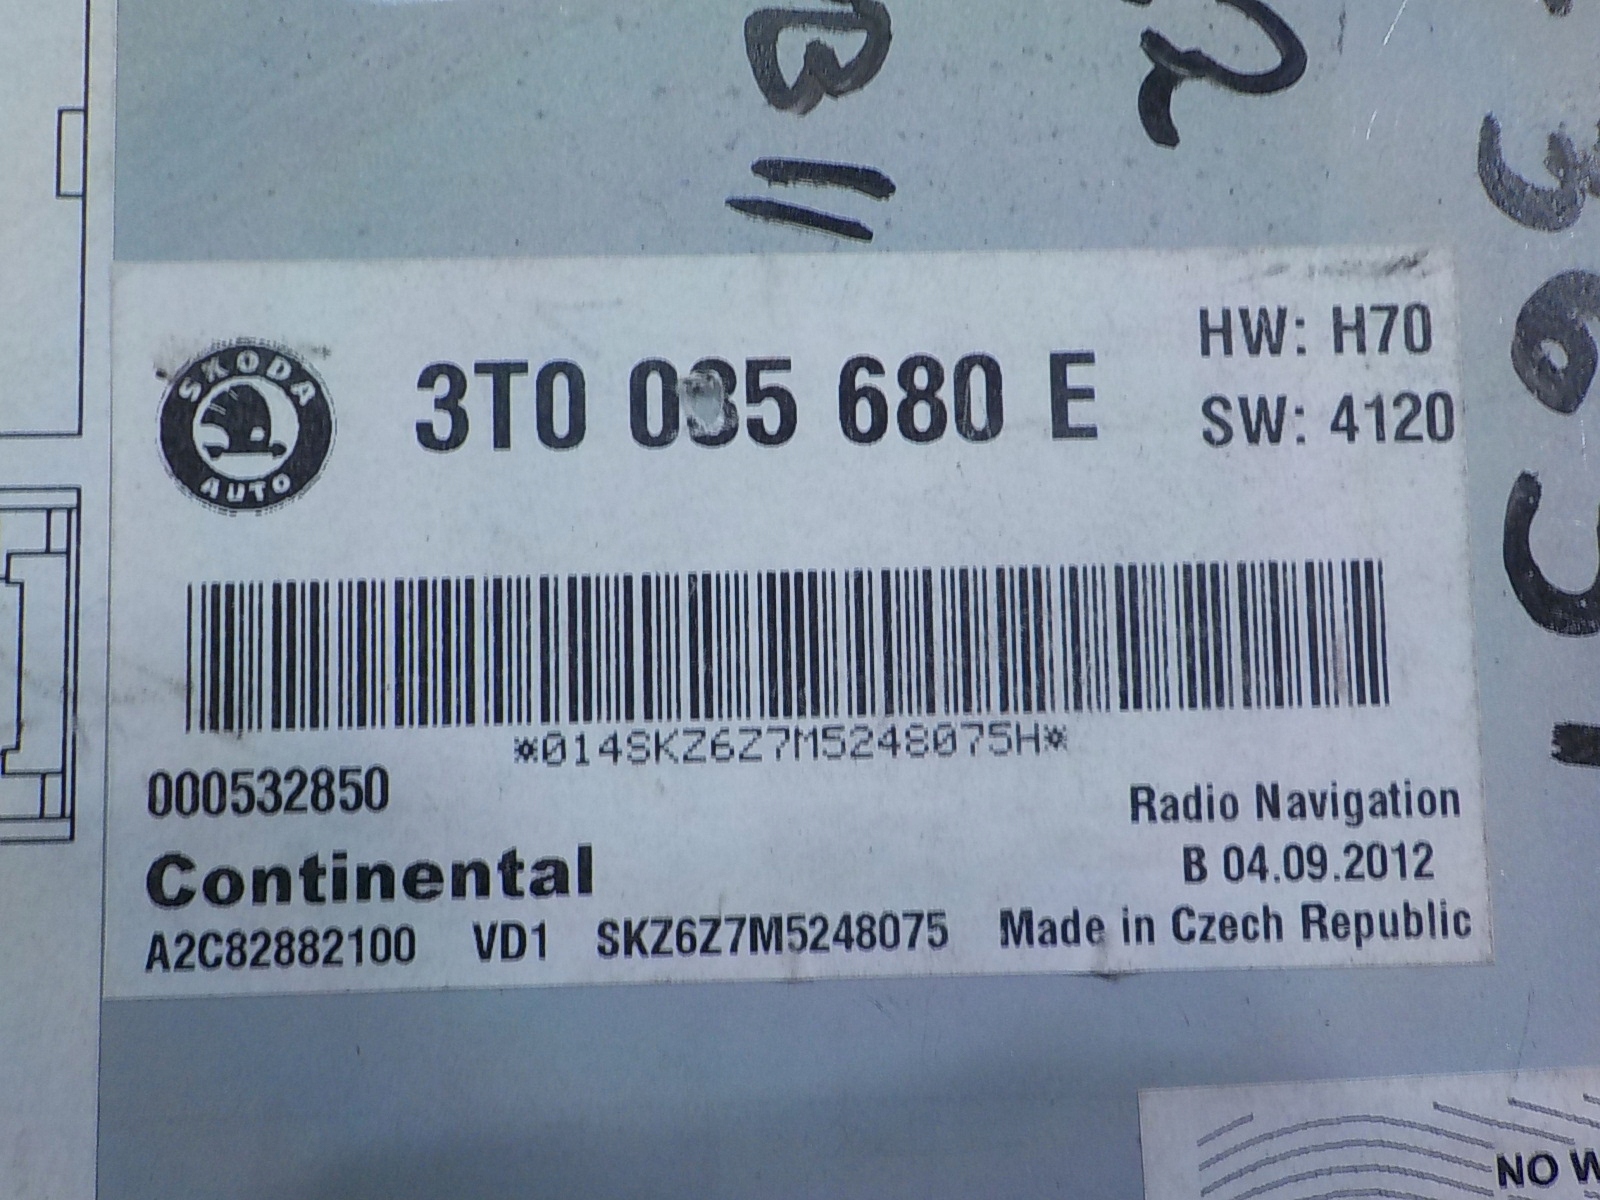 B
HW: H70
SKODA
AUTO
3T0 035 680 E
SW: 4120
*014SKZ6Z7M5248075H*
000532850
Radio Navigation
Continental
B 04.09.2012
A2C82882100 VD1 SKZ6Z7M5248075 Made in Czech Republic
NO